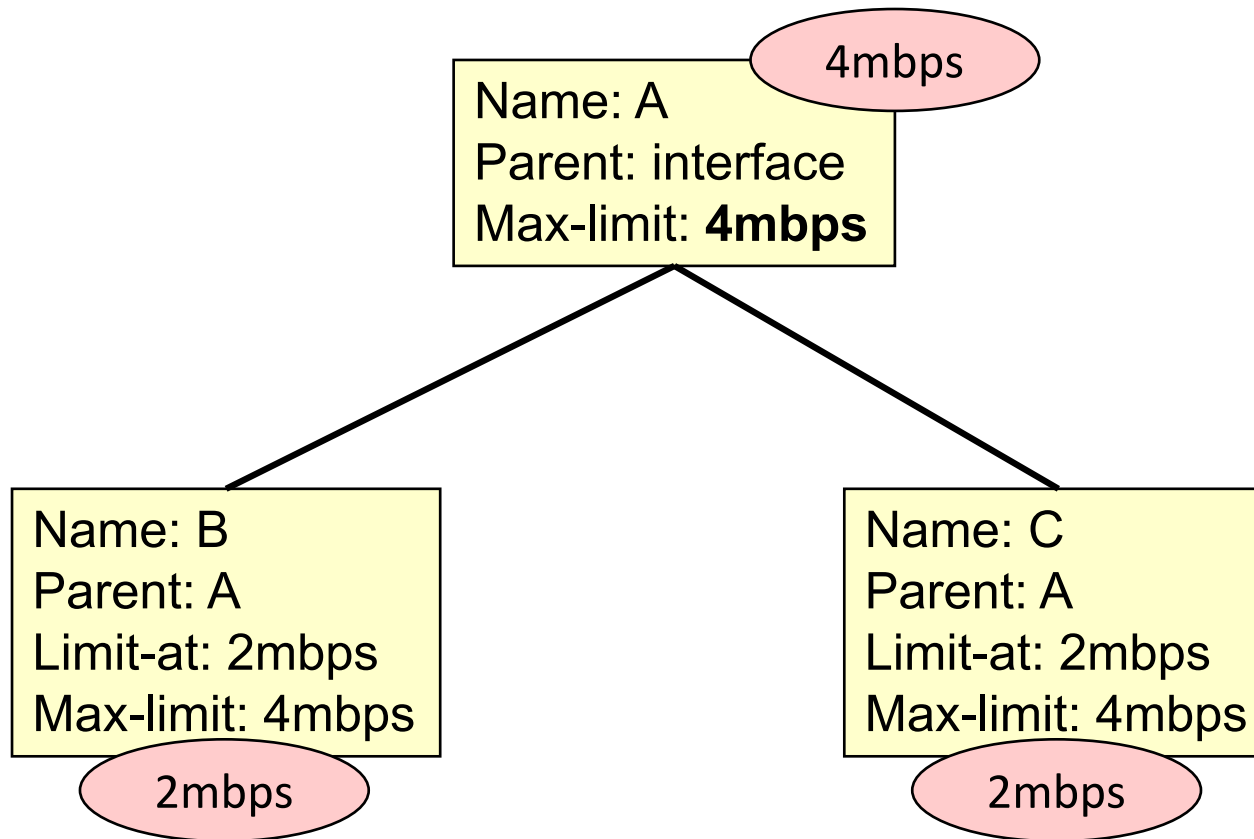 4mbps
Name: A
Parent: interface
Max-limit: 4mbps
Name: B
Parent: A
Limit-at: 2mbps
Max-limit: 4mbps
2mbps
Name: C
Parent: A
Limit-at: 2mbps
Max-limit: 4mbps
2mbps